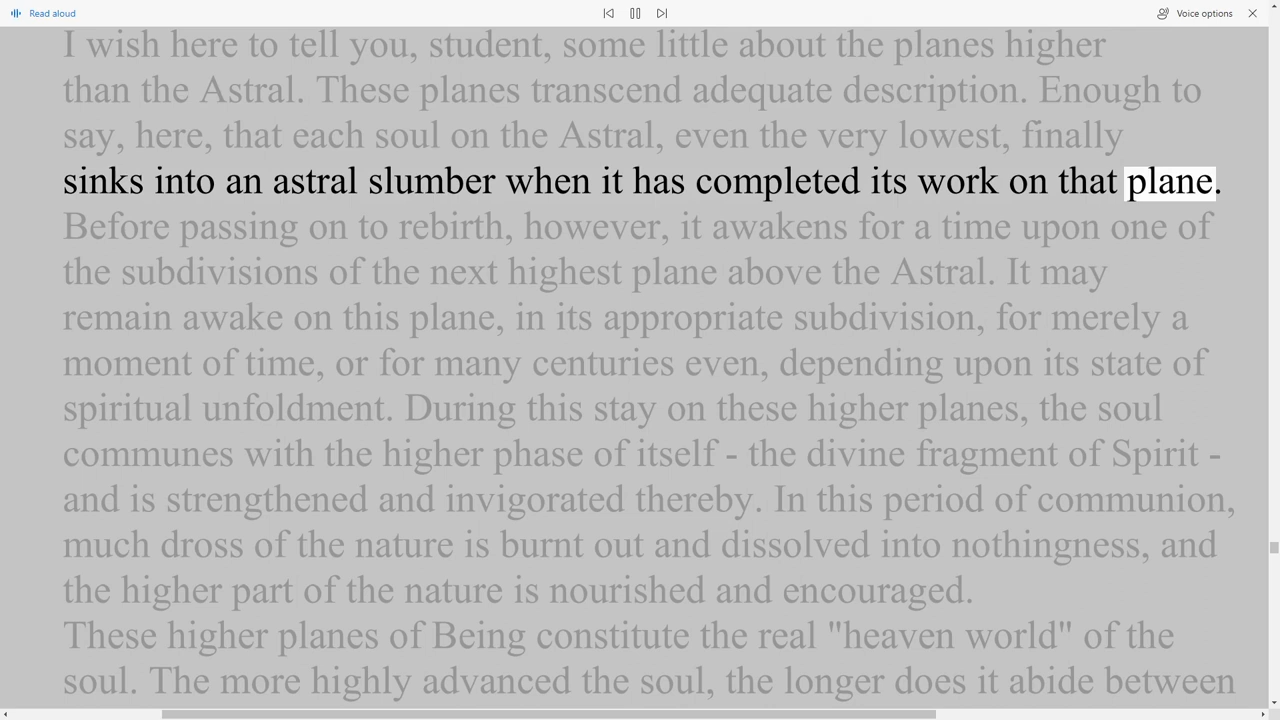 Read aloud
Voice options
I wish here to tell you, student, some little about the planes higher
than the Astral. These planes transcend adequate description. Enough to
say, here, that each soul on the Astral, even the very lowest, finally
sinks into an astral slumber when it has completed its work on that plane.
Before passing on to rebirth, however, it awakens for a time upon one of
the subdivisions of the next highest plane above the Astral. It may
remain awake on this plane, in its appropriate subdivision, for merely a
moment of time, or for many centuries even, depending upon its state of
spiritual unfoldment. During this stay on these higher planes, the soul
communes with the higher phase of itself - the divine fragment of Spirit -
and is strengthened and invigorated thereby. In this period of communion,
much dross of the nature is burnt out and dissolved into nothingness, and
the higher part of the nature is nourished and encouraged.
These higher planes of Being constitute the real "heaven world" of the
soul. The more highly advanced the soul, the longer does it abide between